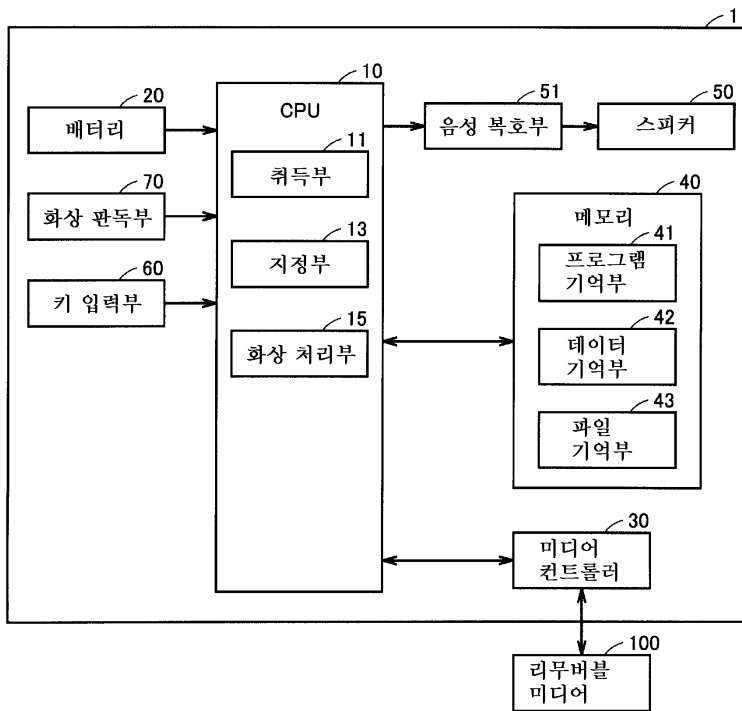 1
10
CPU
20
배터리
70
화상 판독부
60
키 입력부
11
취득부
13
지정부
15
화상 처리부
51
음성 복호부
50
스피커
40
메모리
41
프로그램
기억부
42
데이터
기억부
43
파일
기억부
30
미디어
컨트롤러
100
리무버블
미디어